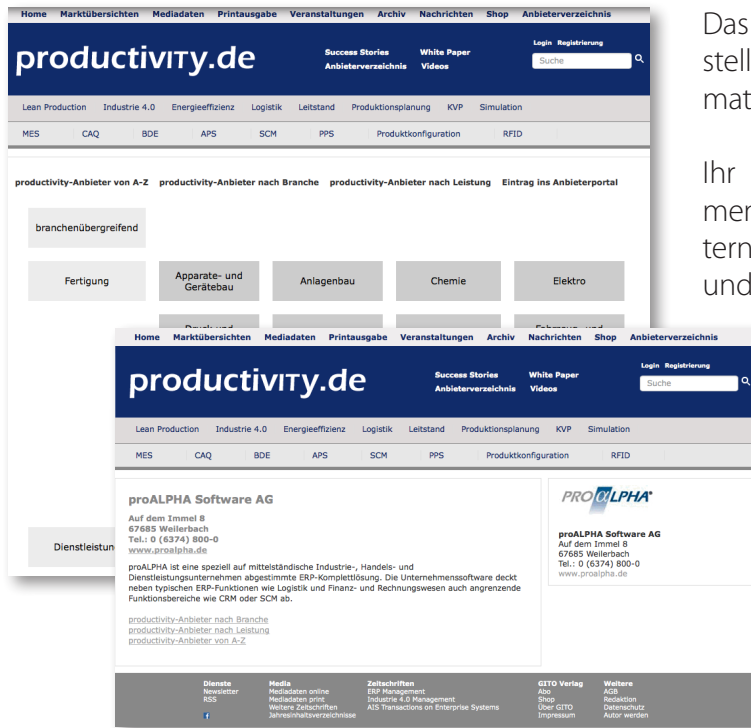 Home Marktübersichten Mediadaten Printausgabe Veranstaltungen Archiv Nachrichten Shop Anbieterverzeichnis
productivITy.de
Success Stories White Paper
Anbieterverzeichnis Videos
Login Registrierung
Suche
Lean Production Industrie 4.0 Energieeffizienz Logistik Leitstand Produktionsplanung KVP Simulation
MES CAQ BDE APS SCM PPS Produktkonfiguration RFID
productivity-Anbieter von A-Z productivity-Anbieter nach Branche productivity-Anbieter nach Leistung Eintrag ins Anbieterportal
branchenübergreifend
Fertigung
Apparate- und
Gerätebau
Anlagenbau
Chemie
Elektro
Dienstleistun
Das
stell
mat
Ihr
mer
tern
und
Home Marktübersichten Mediadaten Printausgabe Veranstaltungen Archiv Nachrichten Shop Anbieterverzeichnis
productivITy.de
Success Stories White Paper
Anbieterverzeichnis Videos
Login Registrierung
Suche
Lean Production Industrie 4.0 Energieeffizienz Logistik Leitstand Produktionsplanung KVP Simulation
MES CAQ BDE APS SCM PPS Produktkonfiguration RFID
proALPHA Software AG
Auf dem Immel 8
67685 Weilerbach
Tel.: 0 (6374) 800-0
www.proalpha.de
proALPHA ist eine speziell auf mittelständische Industrie-, Handels- und
Dienstleistungsunternehmen abgestimmte ERP-Komplettlösung. Die Unternehmenssoftware deckt
neben typischen ERP-Funktionen wie Logistik und Finanz- und Rechnungswesen auch angrenzende
Funktionsbereiche wie CRM oder SCM ab.
productivity-Anbieter nach Branche
productivity-Anbieter nach Leistung
productivity-Anbieter von A-Z
PROαLPHA
proALPHA Software AG
Auf dem Immel 8
67685 Weilerbach
Tel.: 0 (6374) 800-0
www.proalpha.de
Dienste
Newsletter
RSS
Media
Mediadaten online
Mediadaten print
Weitere Zeitschriften
Jahresinhaltsverzeichnisse
Zeitschriften
ERP Management
Industrie 4.0 Management
AIS Transactions on Enterprise Systems
GITO Verlag
Abo
Shop
Über GITO
Impressum
Weitere
AGB
Redaktion
Datenschutz
Autor werden